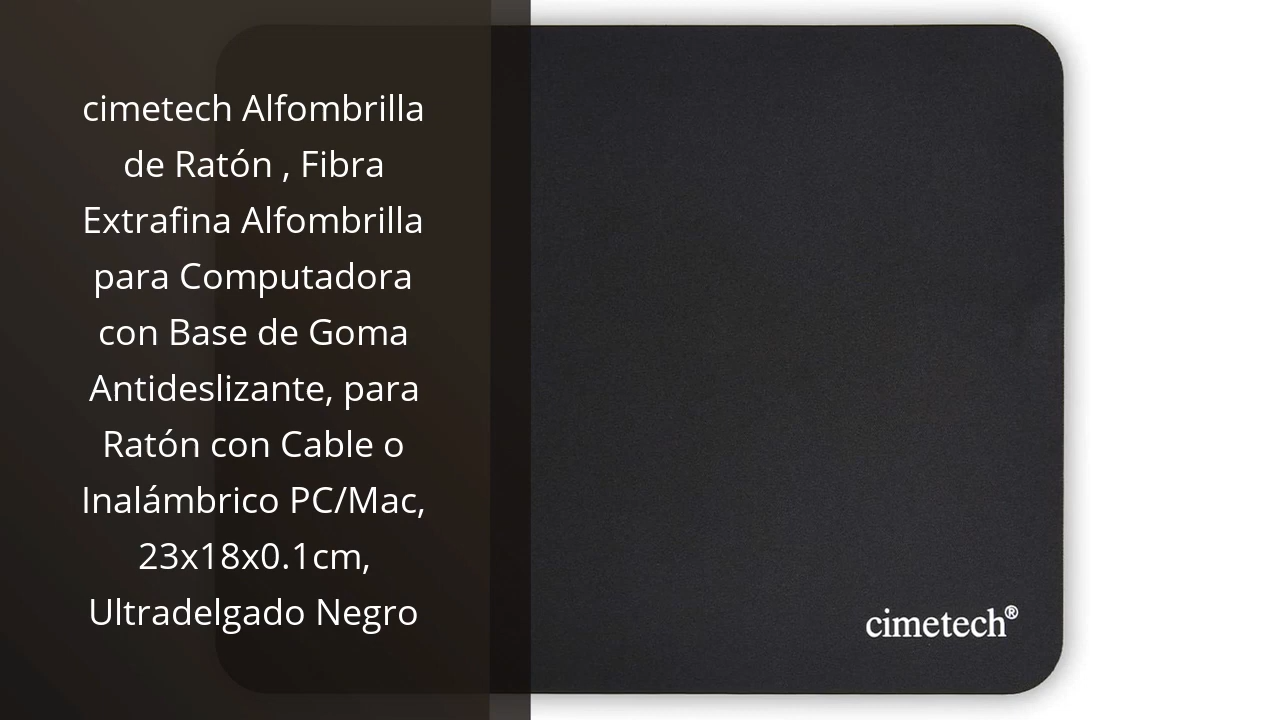 cimetech Alfombrilla
de Ratón , Fibra
Extrafina Alfombrilla
para Computadora
con Base de Goma
Antideslizante, para
Ratón con Cable o
Inalámbrico PC/Mac,
23x18x0.1cm,
Ultradelgado Negro
cimetech®